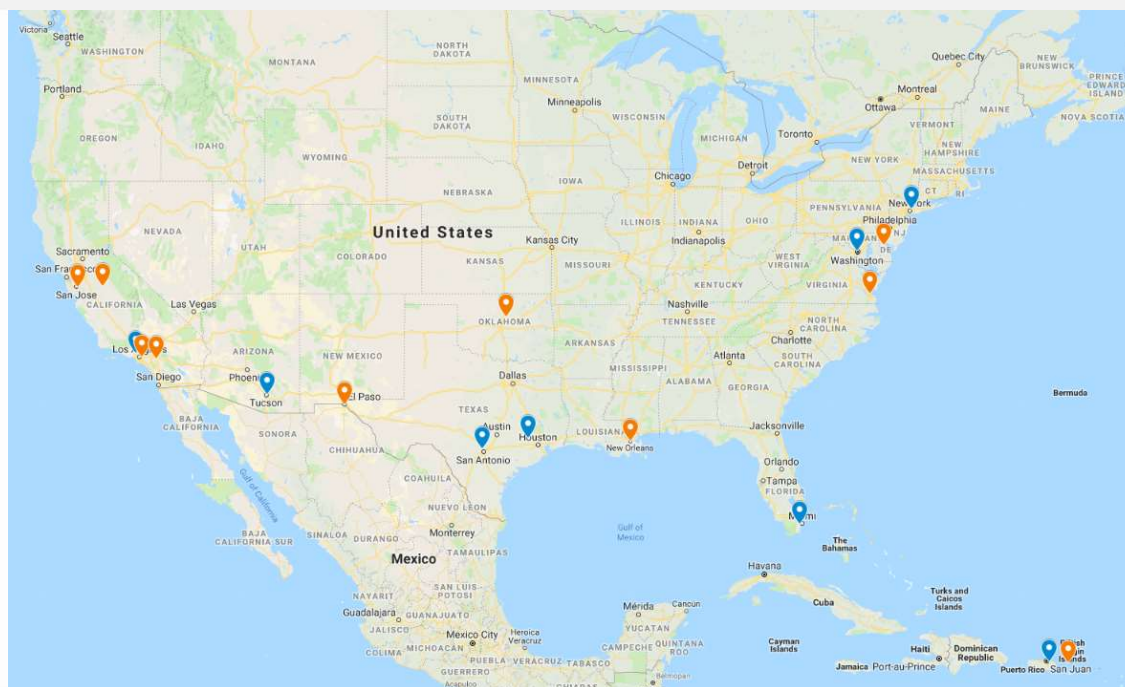 Victoria
Seattle
WASHINGTON
NORTH
DAKOTA
MONTANA
Quebec City
NEW
BRUNSWICK
PRINCE
EDWARD
ISLAND
Portland
MINNESOTA
Minneapolis
Montreal
Ottawa
MAINE
NOVA SCOTIA
SOUTH
DAKOTA
WISCONSIN
VERMONT
OREGON
IDAHO
MICHIGAN
Toronto
NEW
HAMPSHIRE
WYOMING
Detroit
NEW YORK
MASSACHUSETTS
Chicago
CT
RI
IOWA
NEBRASKA
PENNSYLVANIA
New York
Philadelphia
NEVADA
UTAH
United States
ILLINOIS
INDIANA
OHIO
Indianapolis
NJ
DE
Sacramento
COLORADO
Kansas City
KANSAS
MISSOURI
WEST
VIRGINIA
Washington
San Jose
CALIFORNIA
Las Vegas
KENTUCKY
VIRGINIA
Nashville
OKLAHOMA
TENNESSEE
NORTH
CAROLINA
Charlotte
ARKANSAS
ARIZONA
NEW MEXICO
Atlanta
SOUTH
CAROLINA
MISSISSIPPI
San Diego
Dallas
ALABAMA
GEORGIA
Tucson
El Paso
Bermuda
BAJA
CALIFORNIA
TEXAS
Austin
LOUISIANA
Jacksonville
SONORA
Houston
New Orleans
CHIHUAHUA
San Antonio
Orlando
Tampa
FLORIDA
Gulf of California
COAHUILA
NUEVO LEON
Miami
BAJA
CALIFORNIA SUR
SINALOA
DURANGO
Monterrey
Gulf of
Mexico
The
Bahamas
Mexico
TAMAULIPAS
Havana
SAN LUIS
POTOSI
NAYARIT
Cuba
Turks and
Caicos
Islands
Guadalajara
GUANAJUATO
Mérida
Cancún
JALISCO
Mexico City
Heroica
Veracruz
YUCATAN
COLIMA
MICHOACÁN
CAMPECHE
QUINTANA
ROO
Cayman
Islands
Haiti
Dominican
Republic
PUEBLA
VERACRUZ
TABASCO
Jamaica
Port-au-Prince
Puerto Rico
San Juan
GUERRERO
Belmopan
Acapulco